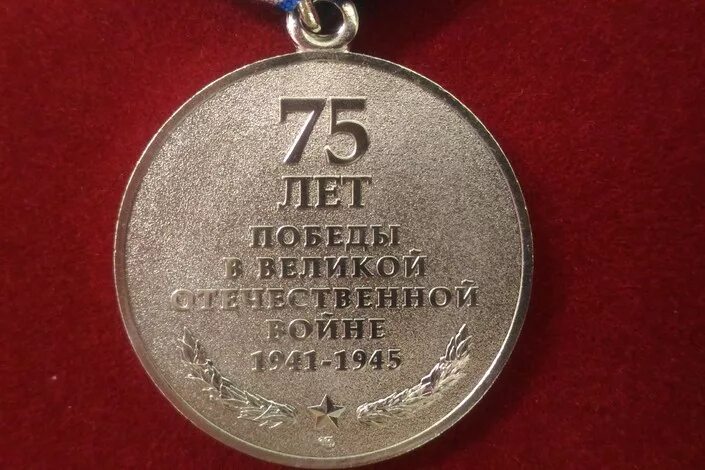 75
ЛЕТ
ПОБЕДЫ
В ВЕЛИКОЙ
ОТЕЧЕСТВЕННОЙ
ВОЙНЕ
1941-1945